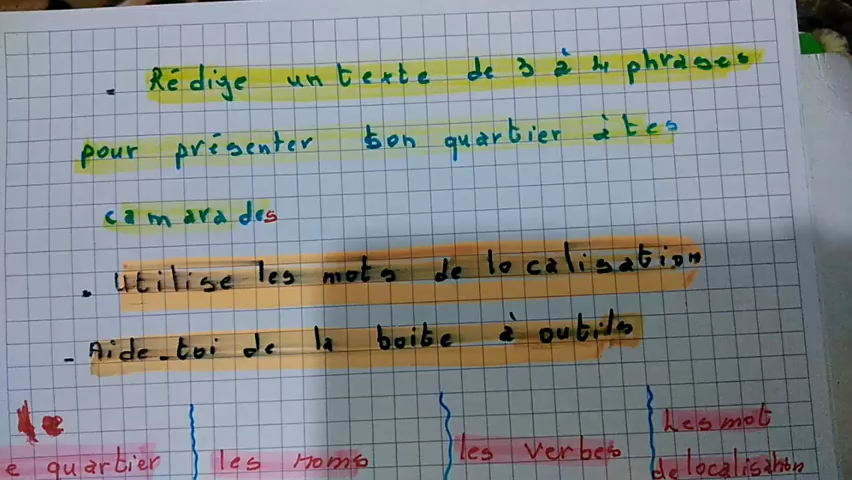 . Rédige un texte de 3 à 4 phrases
pour présenter ton quartier à tes
camarades
. Utilise les mots de localisation
- Aide-toi de la boite à outils
Les mot
e quartier les noms les verbes de localisation